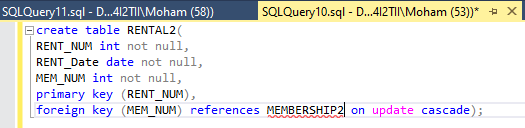 SQLQuery11.sql - D...4I2TII\Moham (58))
SQLQuery10.sql - D...4I2TII\Moham (53))*
create table RENTAL2(
RENT_NUM int not null,
RENT_Date date not null,
MEM_NUM int not null,
primary key (RENT_NUM),
foreign key (MEM_NUM) references MEMBERSHIP2 on update cascade);